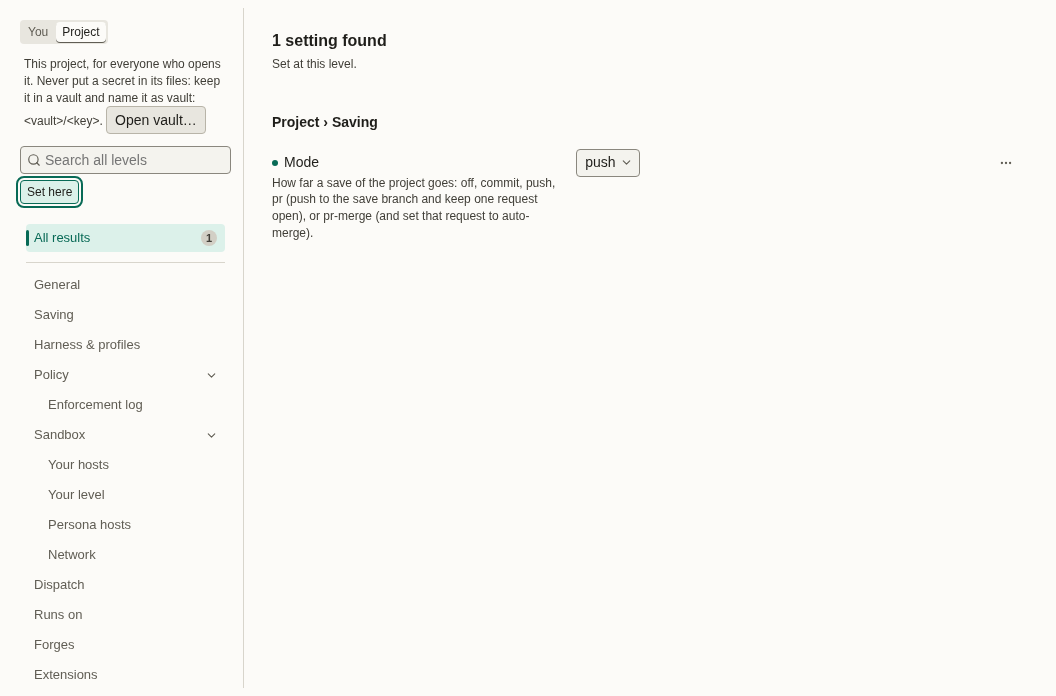 You
Project
This project, for everyone who opens
it. Never put a secret in its files: keep
it in a vault and name it as vault:
<vault>/<key>. Open vault…
Search all levels
Set here
All results 1
General
Saving
Harness & profiles
Policy
Enforcement log
Sandbox
Your hosts
Your level
Persona hosts
Network
Dispatch
Runs on
Forges
Extensions
1 setting found
Set at this level.
Project › Saving
Mode
push
How far a save of the project goes: off, commit, push,
pr (push to the save branch and keep one request
open), or pr-merge (and set that request to auto-
merge).